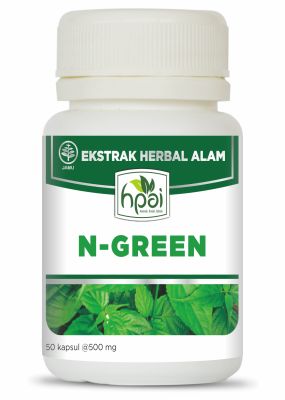 JAMU
EKSTRAK HERBAL ALAM
hpai
N-GREEN
50 kapsul @500 mg